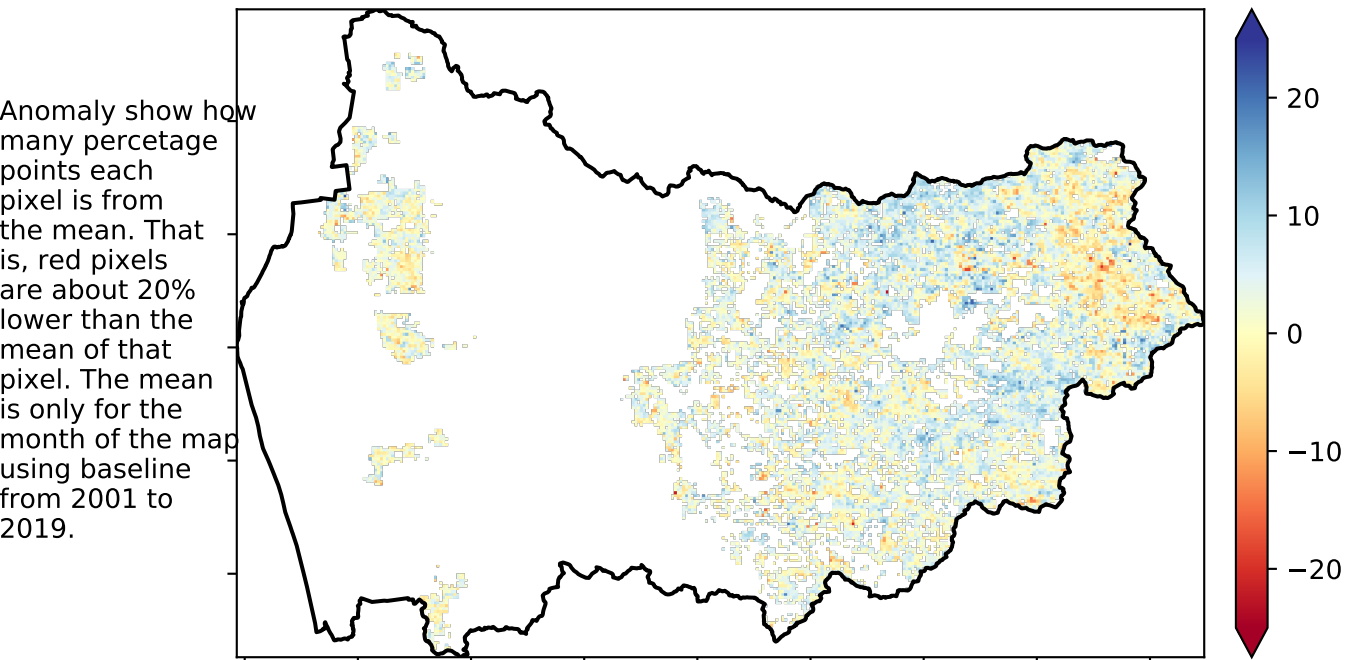 Anomaly show how
many percetage
points each
pixel is from
the mean. That
is, red pixels
are about 20%
lower than the
mean of that
pixel. The mean
is only for the
month of the map
using baseline
from 2001 to
2019.
20
10
0
−10
−20